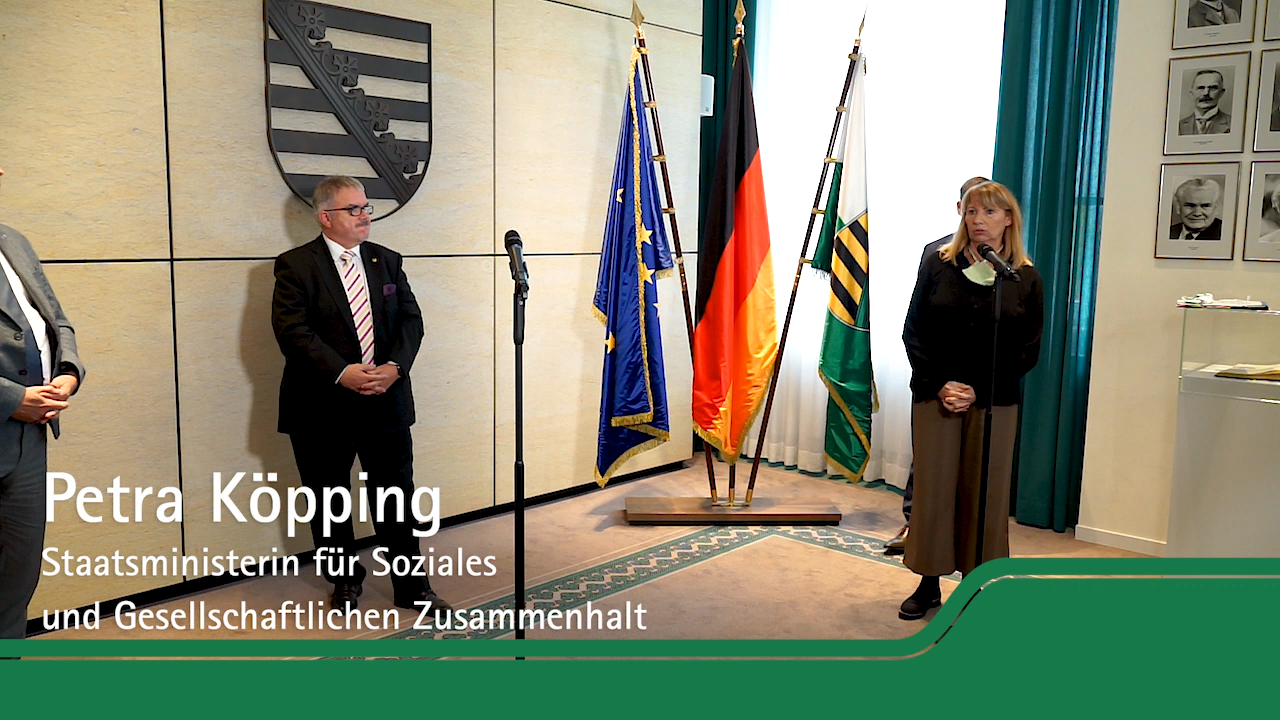 Petra Köpping
Staatsministerin für Soziales
und Gesellschaftlichen Zusammenhalt